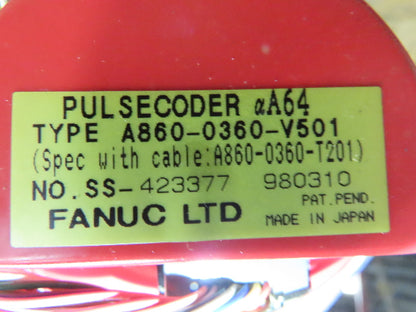 PULSECODER αA64
TYPE A860-0360-V501
(Spec with cable:A860-0360-T201)
NO.SS-423377 980310
PAT.PEND.
FANUC LTD MADE IN JAPAN